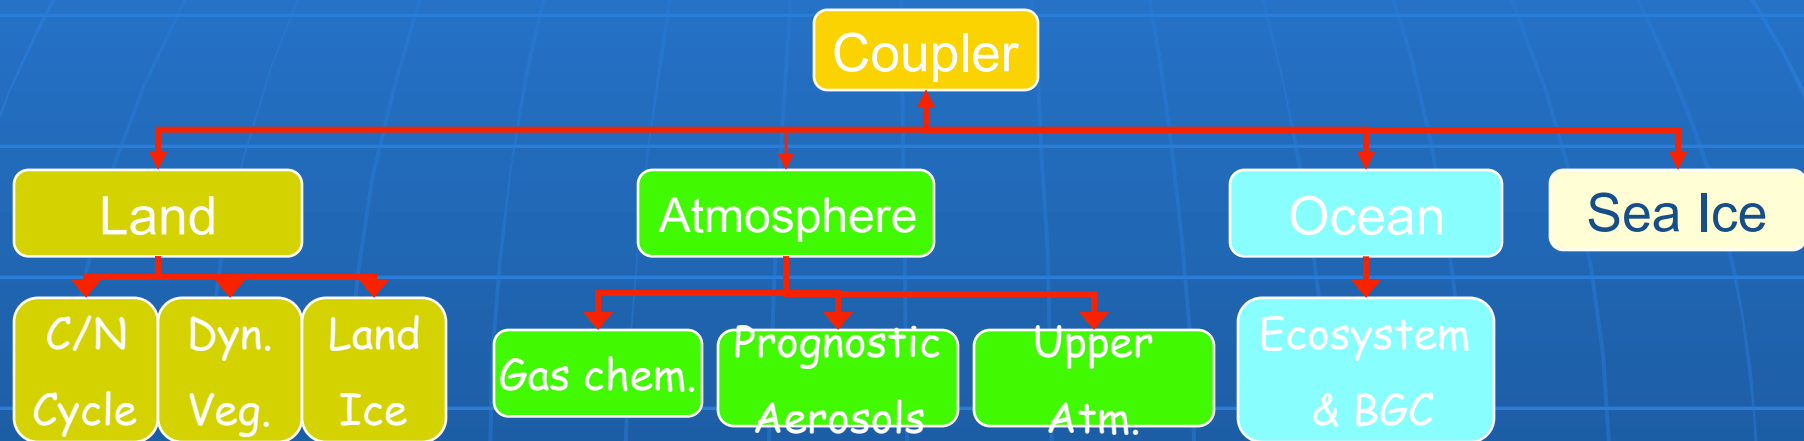 Coupler
Land
Atmosphere
Ocean
Sea Ice
C/N
Cycle
Dyn.
Veg.
Land
Ice
Gas chem.
Prognostic
Aerosols
Upper
Atm.
Ecosystem
& BGC